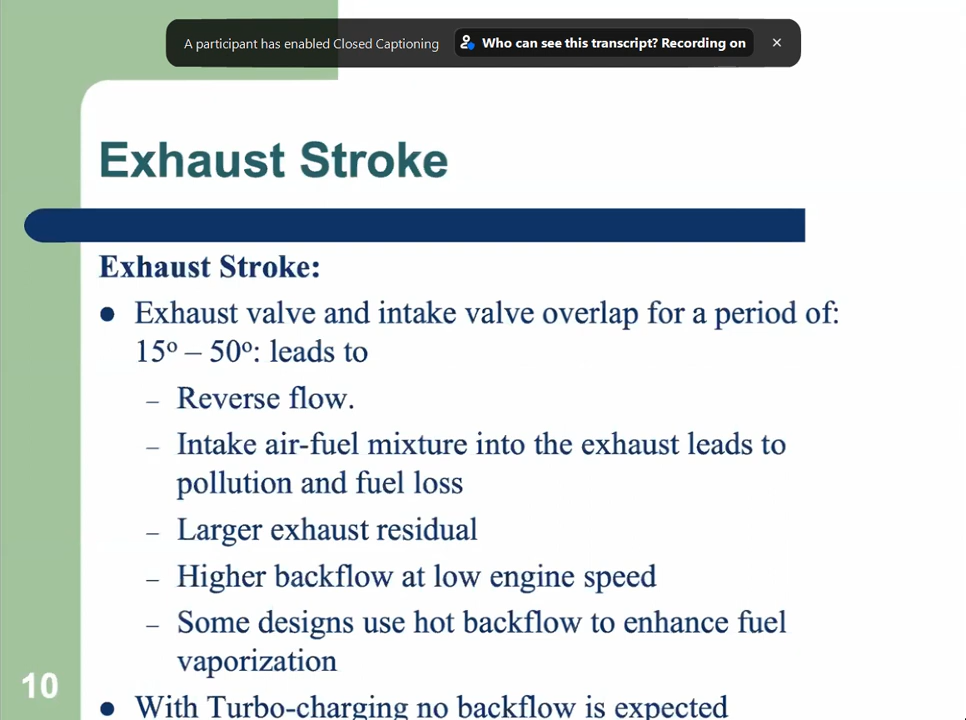 A participant has enabled Closed Captioning Who can see this transcript? Recording on
Exhaust Stroke
Exhaust Stroke:
● Exhaust valve and intake valve overlap for a period of:
15º – 50º: leads to
– Reverse flow.
– Intake air-fuel mixture into the exhaust leads to
pollution and fuel loss
– Larger exhaust residual
– Higher backflow at low engine speed
– Some designs use hot backflow to enhance fuel
vaporization
10
● With Turbo-charging no backflow is expected